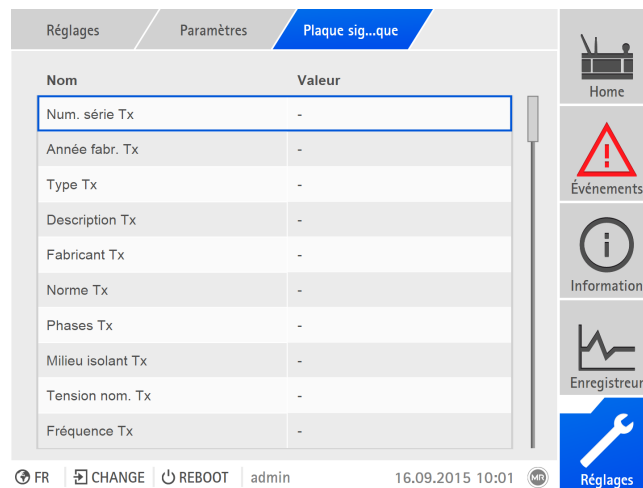 Réglages Paramètres Plaque sig...que
Nom Valeur
Num. série Tx -
Année fabr. Tx -
Type Tx -
Description Tx -
Fabricant Tx -
Norme Tx -
Phases Tx -
Milieu isolant Tx -
Tension nom. Tx -
Fréquence Tx -
Home
Événements
Information
Enregistreur
Réglages
FR CHANGE REBOOT admin 16.09.2015 10:01 MR